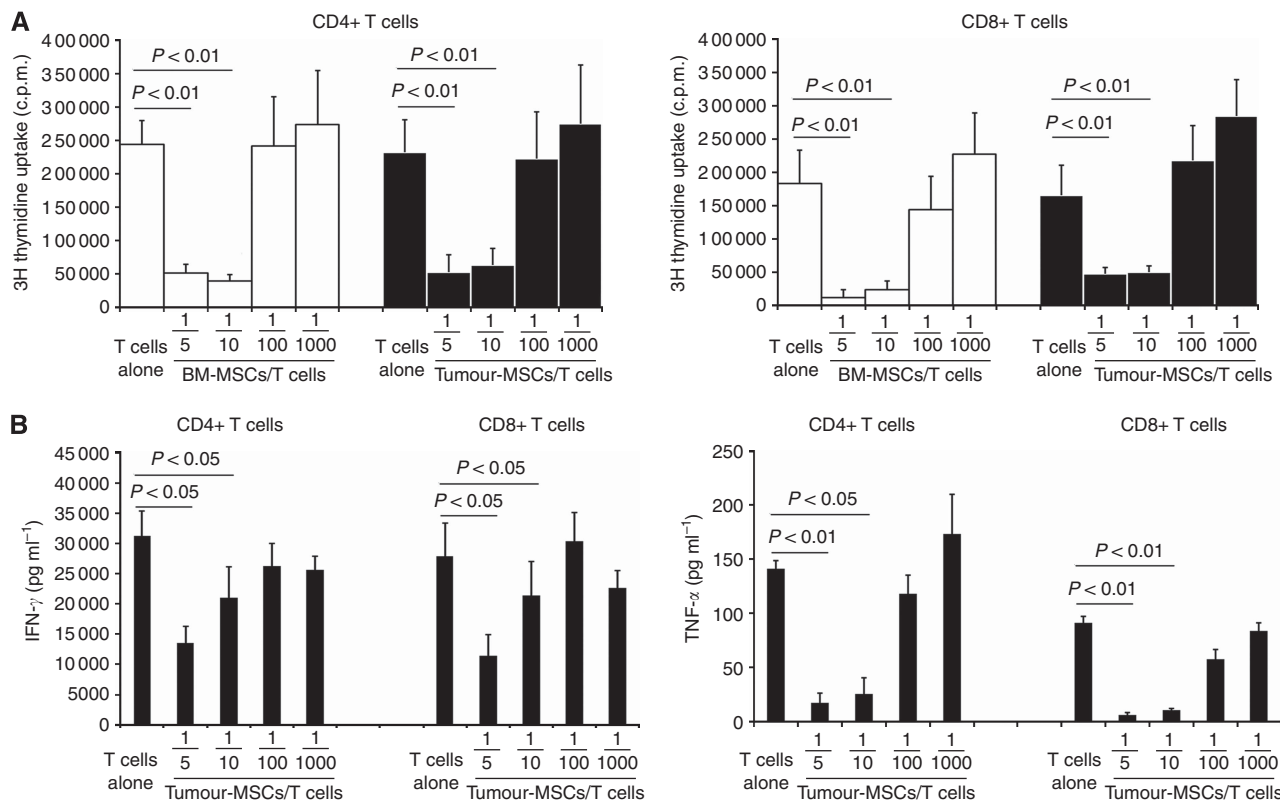 A
CD4+ T cells
3H thymidine uptake (c.p.m.)
400 000
350 000
300 000
250 000
200 000
150 000
100 000
50 000
0
P < 0.01
P < 0.01
P < 0.01
P < 0.01
T cells alone
1/5
1/10
1/100
1/1000
BM-MSCs/T cells
T cells alone
1/5
1/10
1/100
1/1000
Tumour-MSCs/T cells
CD8+ T cells
3H thymidine uptake (c.p.m.)
400 000
350 000
300 000
250 000
200 000
150 000
100 000
50 000
0
P < 0.01
P < 0.01
P < 0.01
P < 0.01
T cells alone
1/5
1/10
1/100
1/1000
BM-MSCs/T cells
T cells alone
1/5
1/10
1/100
1/1000
Tumour-MSCs/T cells
B
CD4+ T cells
CD8+ T cells
IFN-γ (pg ml⁻¹)
45 000
40 000
35 000
30 000
25 000
20 000
15 000
10 000
5000
0
P < 0.05
P < 0.05
P < 0.05
P < 0.05
T cells alone
1/5
1/10
1/100
1/1000
Tumour-MSCs/T cells
T cells alone
1/5
1/10
1/100
1/1000
Tumour-MSCs/T cells
CD4+ T cells
CD8+ T cells
TNF-α (pg ml⁻¹)
250
200
150
100
50
0
P < 0.05
P < 0.01
P < 0.01
P < 0.01
T cells alone
1/5
1/10
1/100
1/1000
Tumour-MSCs/T cells
T cells alone
1/5
1/10
1/100
1/1000
Tumour-MSCs/T cells